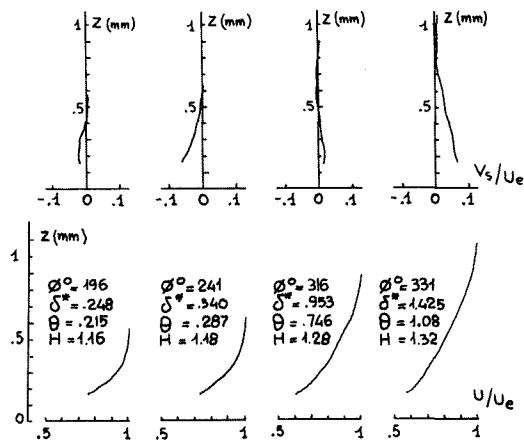 Z (mm) Z (mm) Z (mm) Z (mm)
1 1 1 1
.5 .5 .5 .5
-.1 0 .1 -.1 0 .1 -.1 0 .1 -.1 0 .1
Vs/Ue
Z (mm)
1
0
Ø°= 196 Ø°= 241 Ø°= 316 Ø°= 331
δ*= .248 δ*= .340 δ*= .953 δ*= 1.425
θ = .215 θ = .287 θ = .746 θ = 1.08
H = 1.16 H = 1.18 H = 1.28 H = 1.32
0.5 1 .5 1 .5 1 .5 1
U/Ue